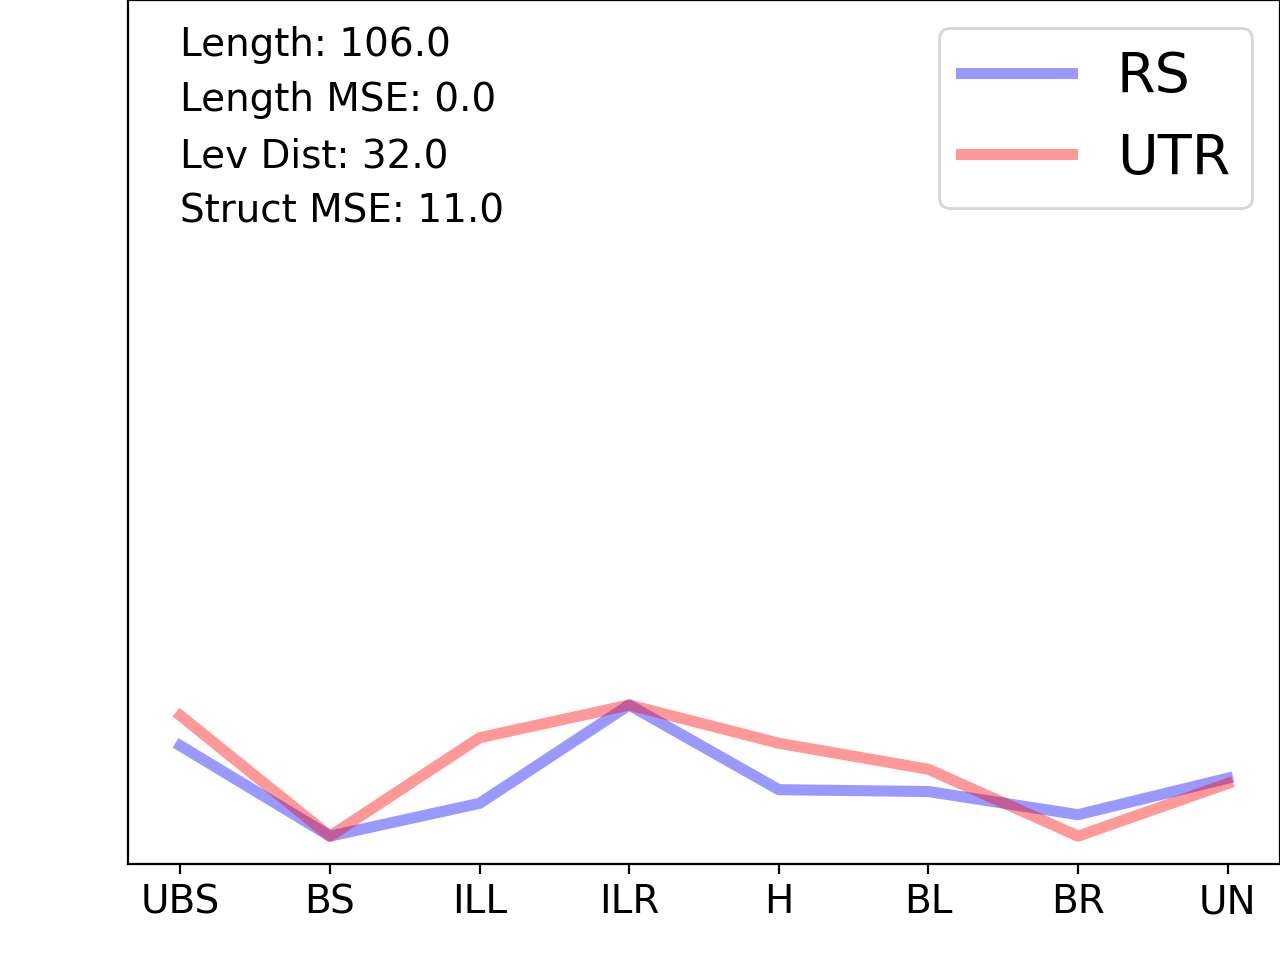 Length: 106.0
Length MSE: 0.0
Lev Dist: 32.0
Struct MSE: 11.0
RS
UTR
UBS BS ILL ILR H BL BR UN